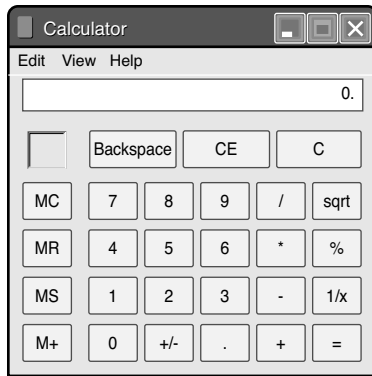 Calculator
Edit View Help
0.
Backspace CE C
MC 7 8 9 / sqrt
MR 4 5 6 * %
MS 1 2 3 - 1/x
M+ 0 +/- . + =